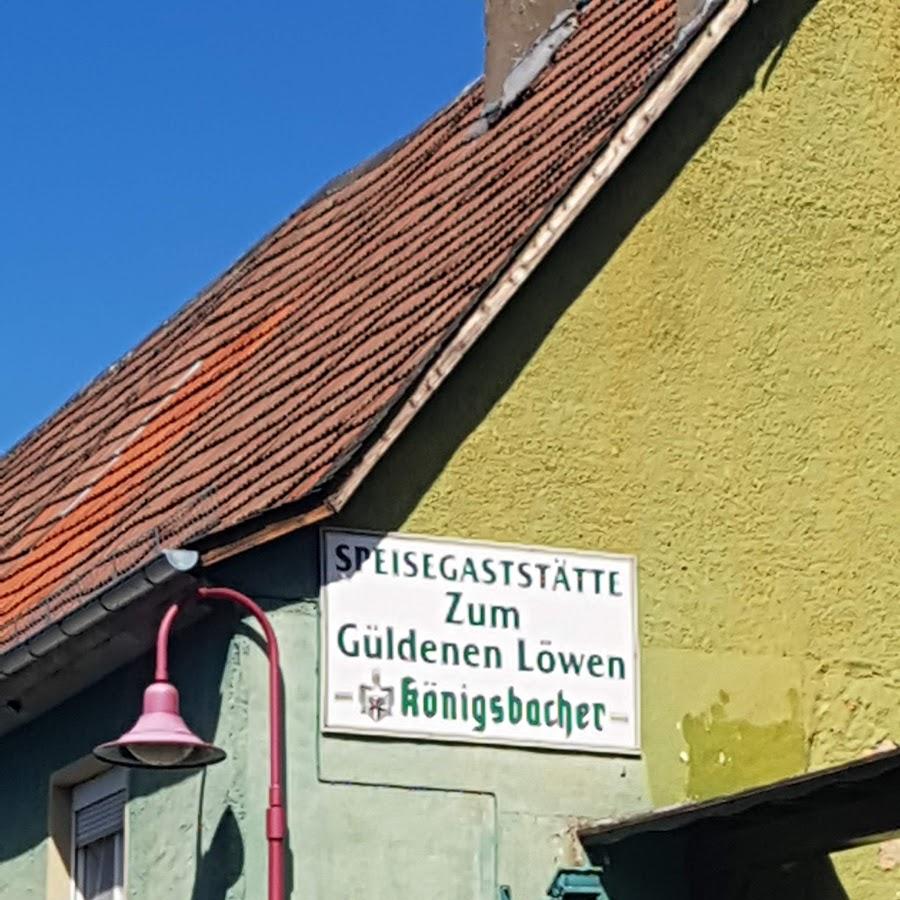 SPEISEGASTSTÄTTE
Zum
Güldenen Löwen
- Königsbacher -